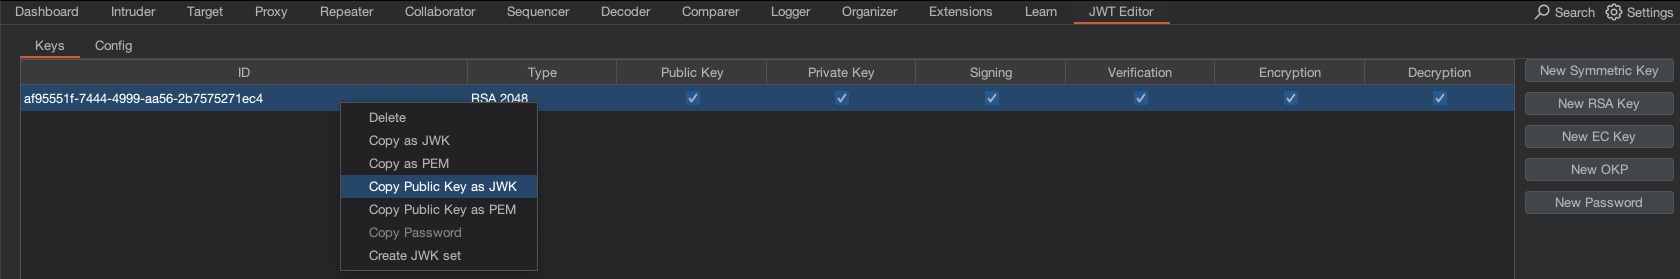 Dashboard Intruder Target Proxy Repeater Collaborator Sequencer Decoder Comparer Logger Organizer Extensions Learn JWT Editor Search Settings
Keys Config
ID Type Public Key Private Key Signing Verification Encryption Decryption New Symmetric Key
af95551f-7444-4999-aa56-2b7575271ec4 RSA 2048 New RSA Key
Delete
Copy as JWK New EC Key
Copy as PEM New OKP
Copy Public Key as JWK
Copy Public Key as PEM New Password
Copy Password
Create JWK set